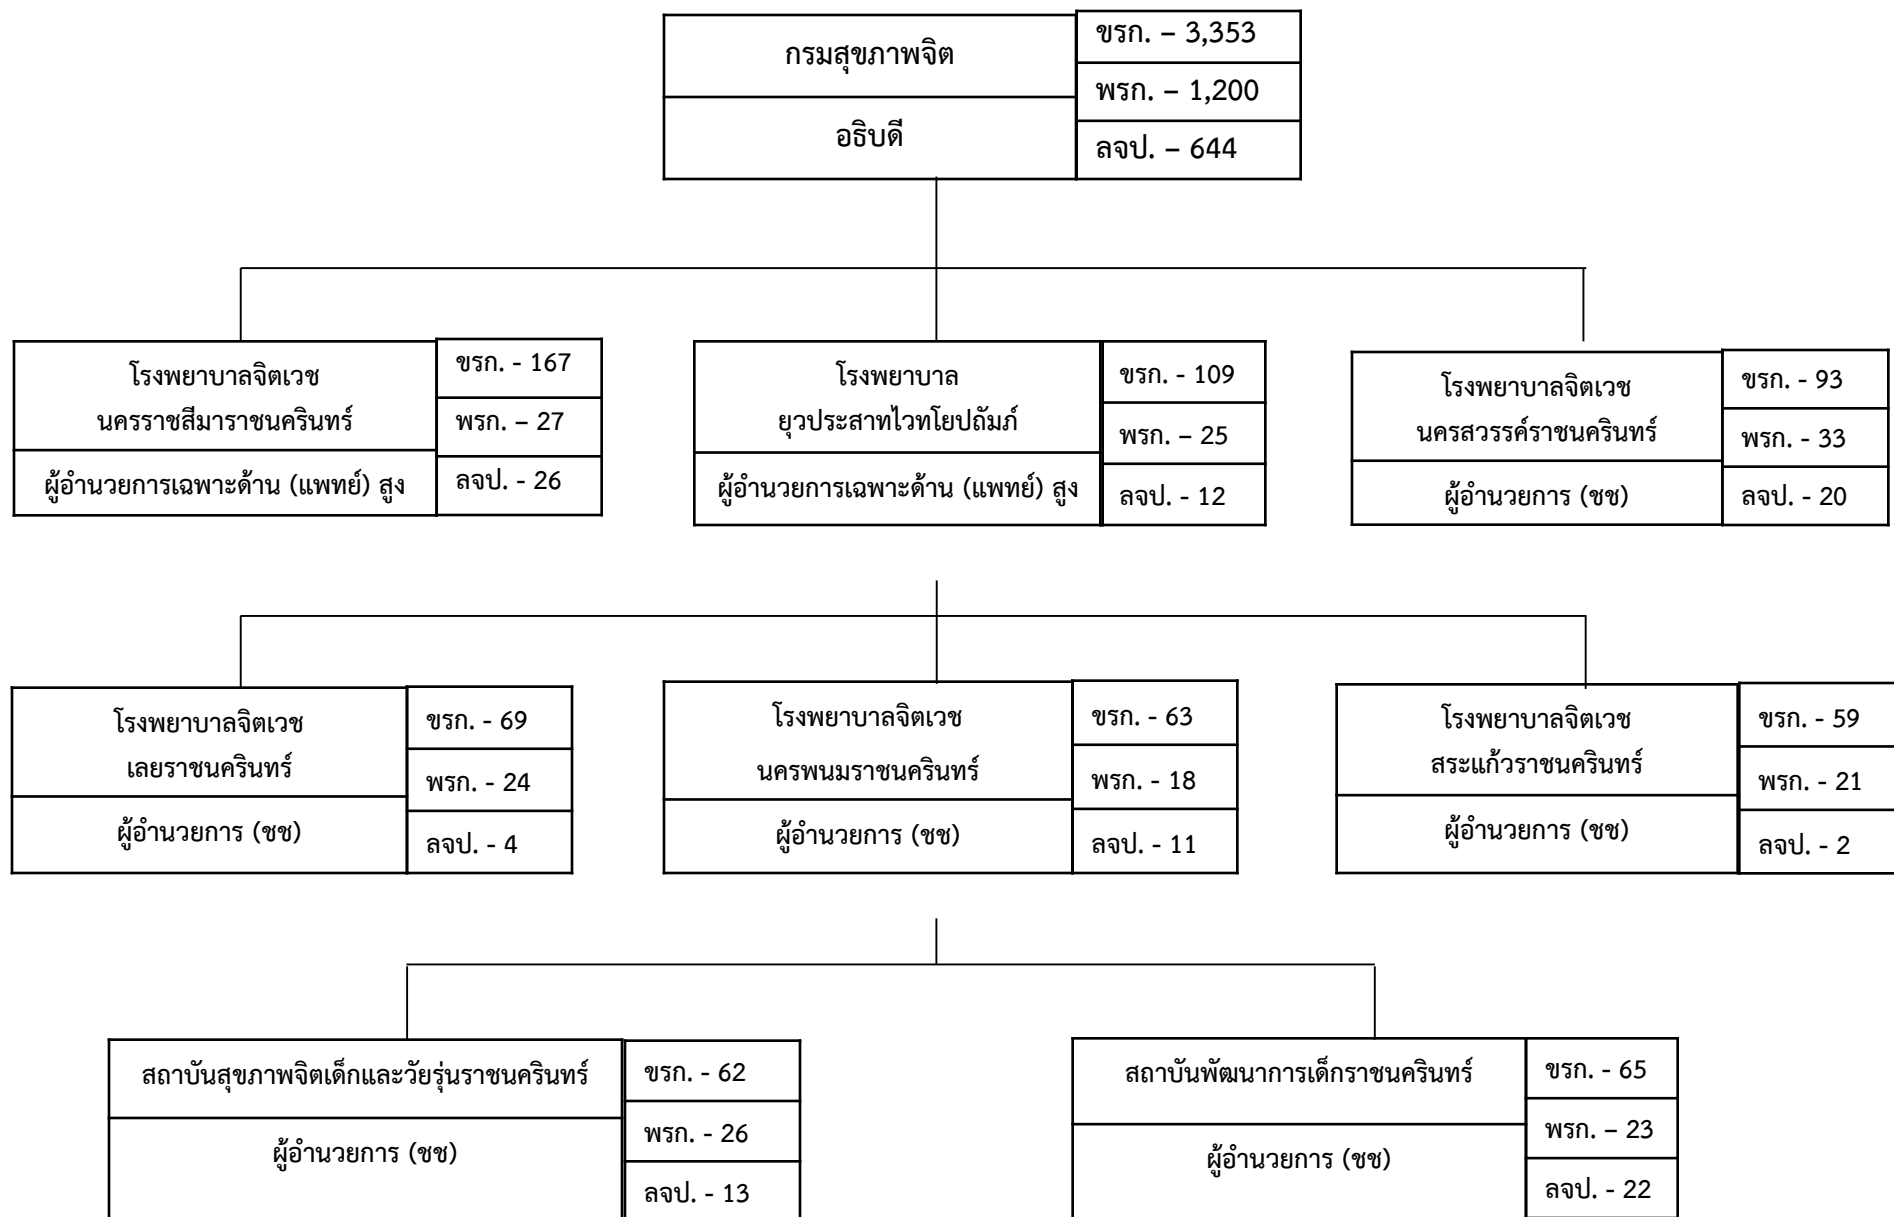 กรมสุขภาพจิต
อธิบดี
ขรก. – 3,353
พรก. – 1,200
ลจป. – 644
โรงพยาบาลจิตเวช
นครราชสีมาราชนครินทร์
ผู้อำนวยการเฉพาะด้าน (แพทย์) สูง
ขรก. - 167
พรก. – 27
ลจป. - 26
โรงพยาบาล
ยุวประสาทไวทโยปถัมภ์
ผู้อำนวยการเฉพาะด้าน (แพทย์) สูง
ขรก. - 109
พรก. – 25
ลจป. - 12
โรงพยาบาลจิตเวช
นครสวรรค์ราชนครินทร์
ผู้อำนวยการ (ชช)
ขรก. - 93
พรก. - 33
ลจป. - 20
โรงพยาบาลจิตเวช
เลยราชนครินทร์
ผู้อำนวยการ (ชช)
ขรก. - 69
พรก. - 24
ลจป. - 4
โรงพยาบาลจิตเวช
นครพนมราชนครินทร์
ผู้อำนวยการ (ชช)
ขรก. - 63
พรก. - 18
ลจป. - 11
โรงพยาบาลจิตเวช
สระแก้วราชนครินทร์
ผู้อำนวยการ (ชช)
ขรก. - 59
พรก. - 21
ลจป. - 2
สถาบันสุขภาพจิตเด็กและวัยรุ่นราชนครินทร์
ผู้อำนวยการ (ชช)
ขรก. - 62
พรก. - 26
ลจป. - 13
สถาบันพัฒนาการเด็กราชนครินทร์
ผู้อำนวยการ (ชช)
ขรก. - 65
พรก. – 23
ลจป. - 22